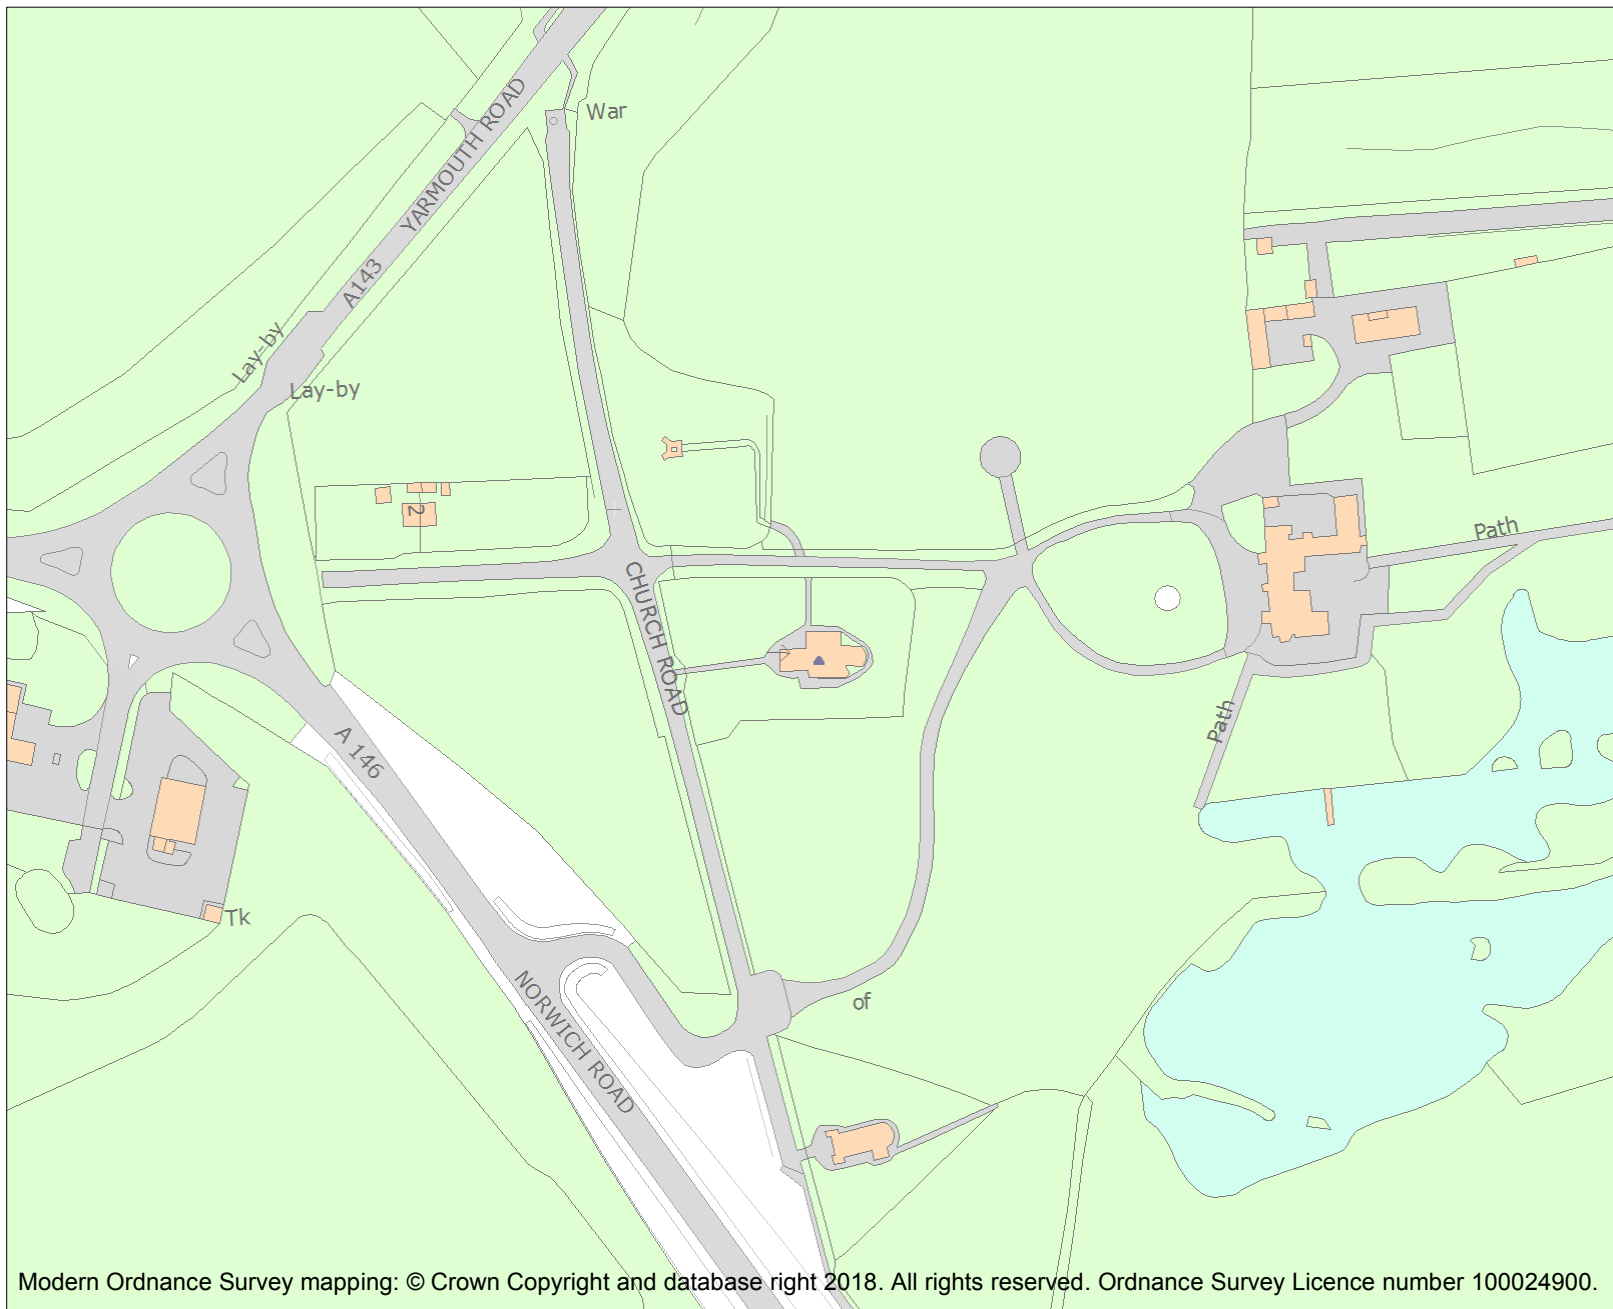 War
YARMOUTH ROAD
A143
Lay-by
Lay-by
2
Path
CHURCH ROAD
Path
A 146
Tk
of
NORWICH ROAD
Modern Ordnance Survey mapping: © Crown Copyright and database right 2018. All rights reserved. Ordnance Survey Licence number 100024900.